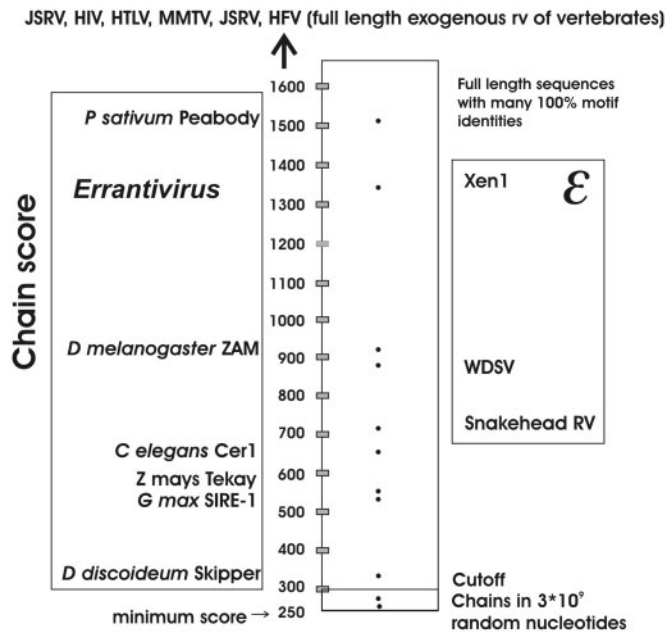 JSRV, HIV, HTLV, MMTV, JSRV, HFV (full length exogenous rv of vertebrates)
Chain score
P sativum Peabody
Errantivirus
D melanogaster ZAM
C elegans Cer1
Z mays Tekay
G max SIRE-1
D discoideum Skipper
minimum score →
1600
1500
1400
1300
1200
1100
1000
900
800
700
600
500
400
300
250
Full length sequences
with many 100% motif
identities
Xen1
ε
WDSV
Snakehead RV
Cutoff
Chains in 3*10⁹
random nucleotides